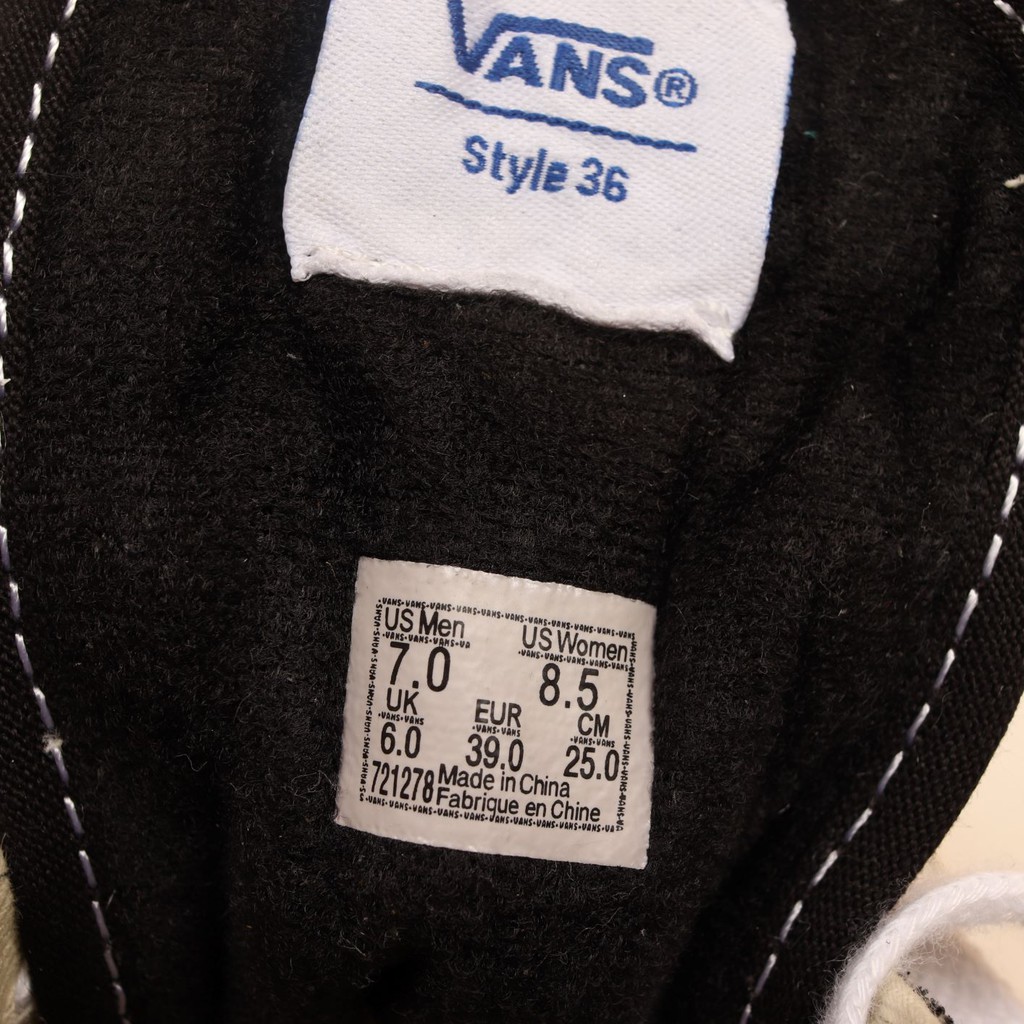 VANS®
Style 36
US Men US Women
7.0 8.5
UK EUR CM
6.0 39.0 25.0
721278 Made in China
Fabrique en Chine